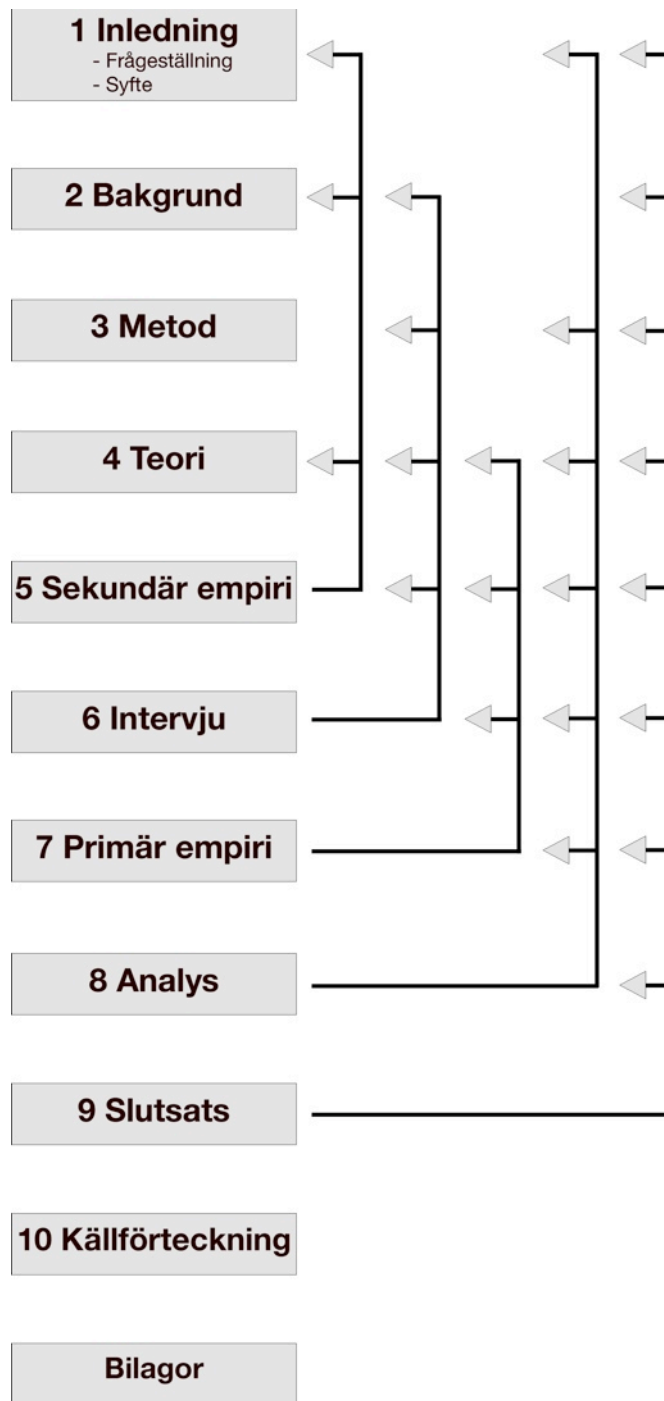 1 Inledning
- Frågeställning
- Syfte
2 Bakgrund
3 Metod
4 Teori
5 Sekundär empiri
6 Intervju
7 Primär empiri
8 Analys
9 Slutsats
10 Källförteckning
Bilagor